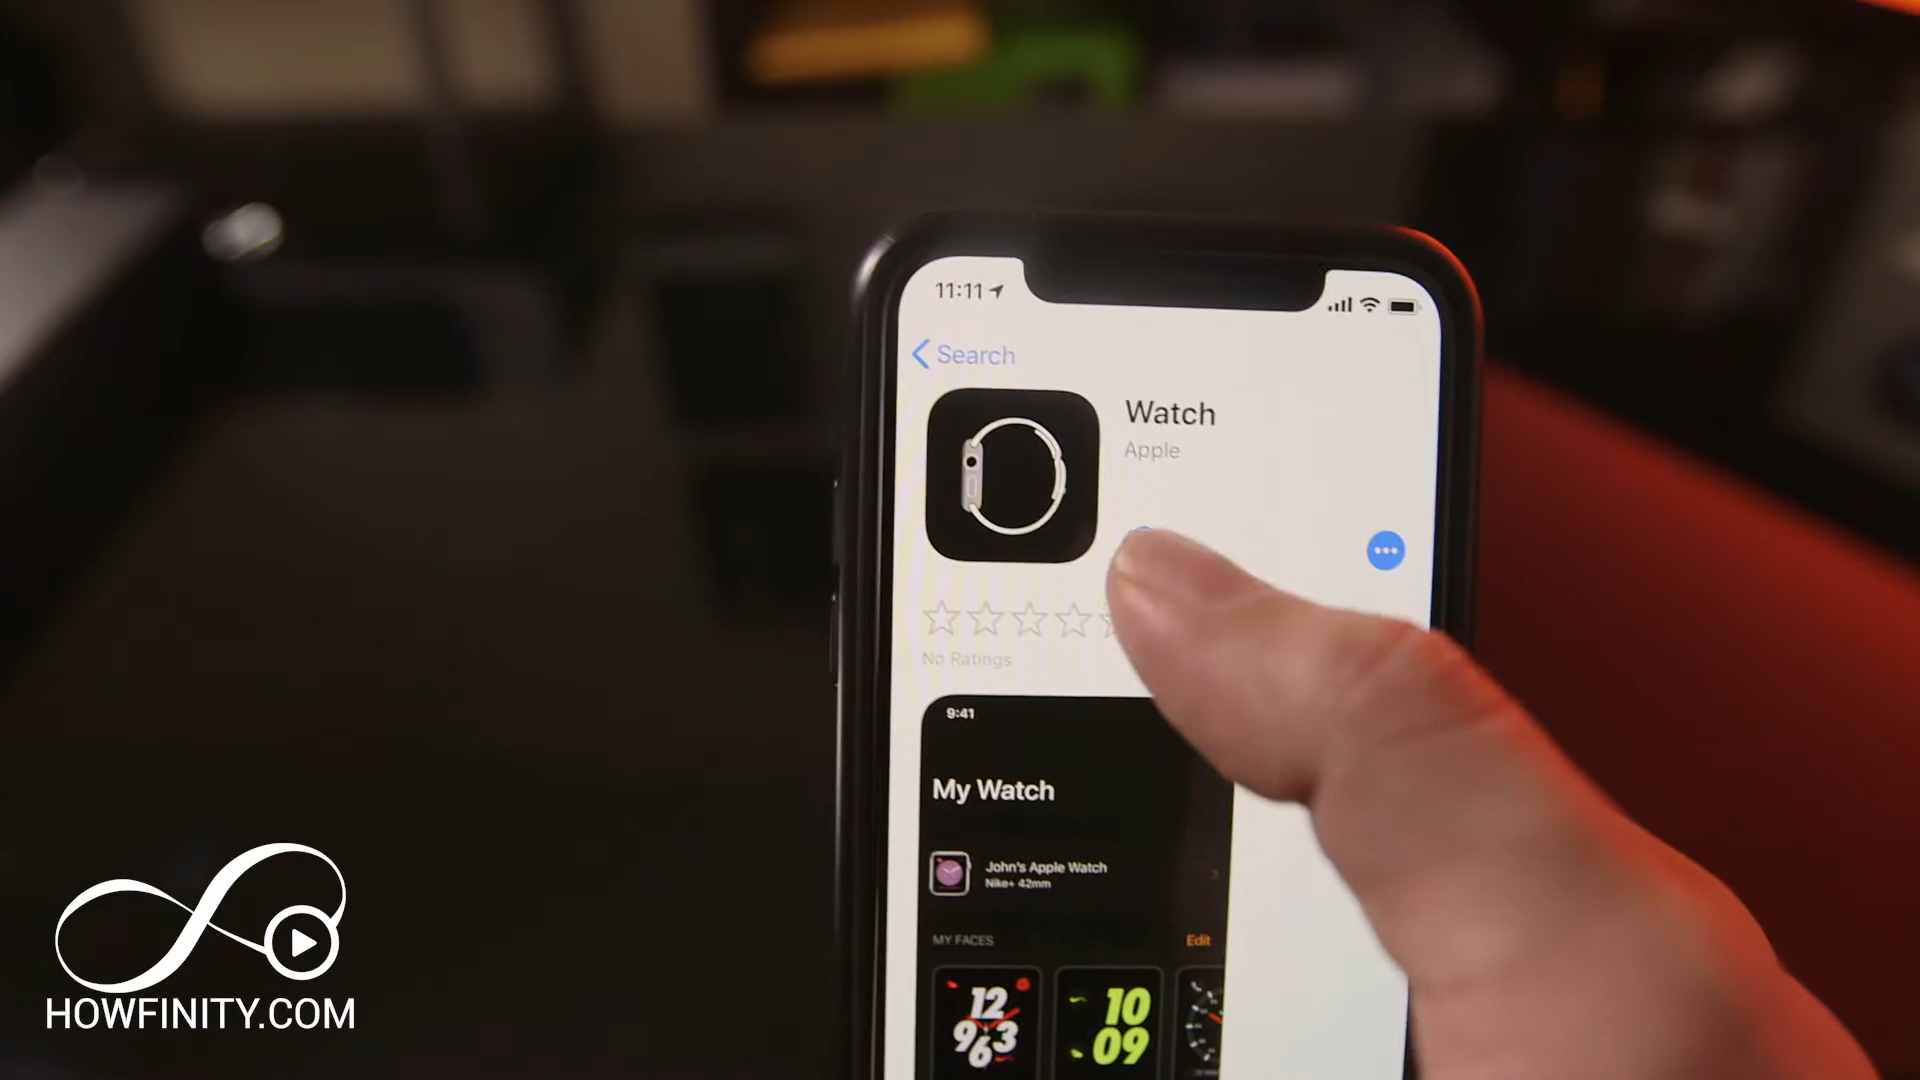 11:11
Search
Watch
Apple
No Ratings
9:41
My Watch
John's Apple Watch
Nike+ 42mm
MY FACES
Edit
12
9 3
6
10
09
HOWFINITY.COM